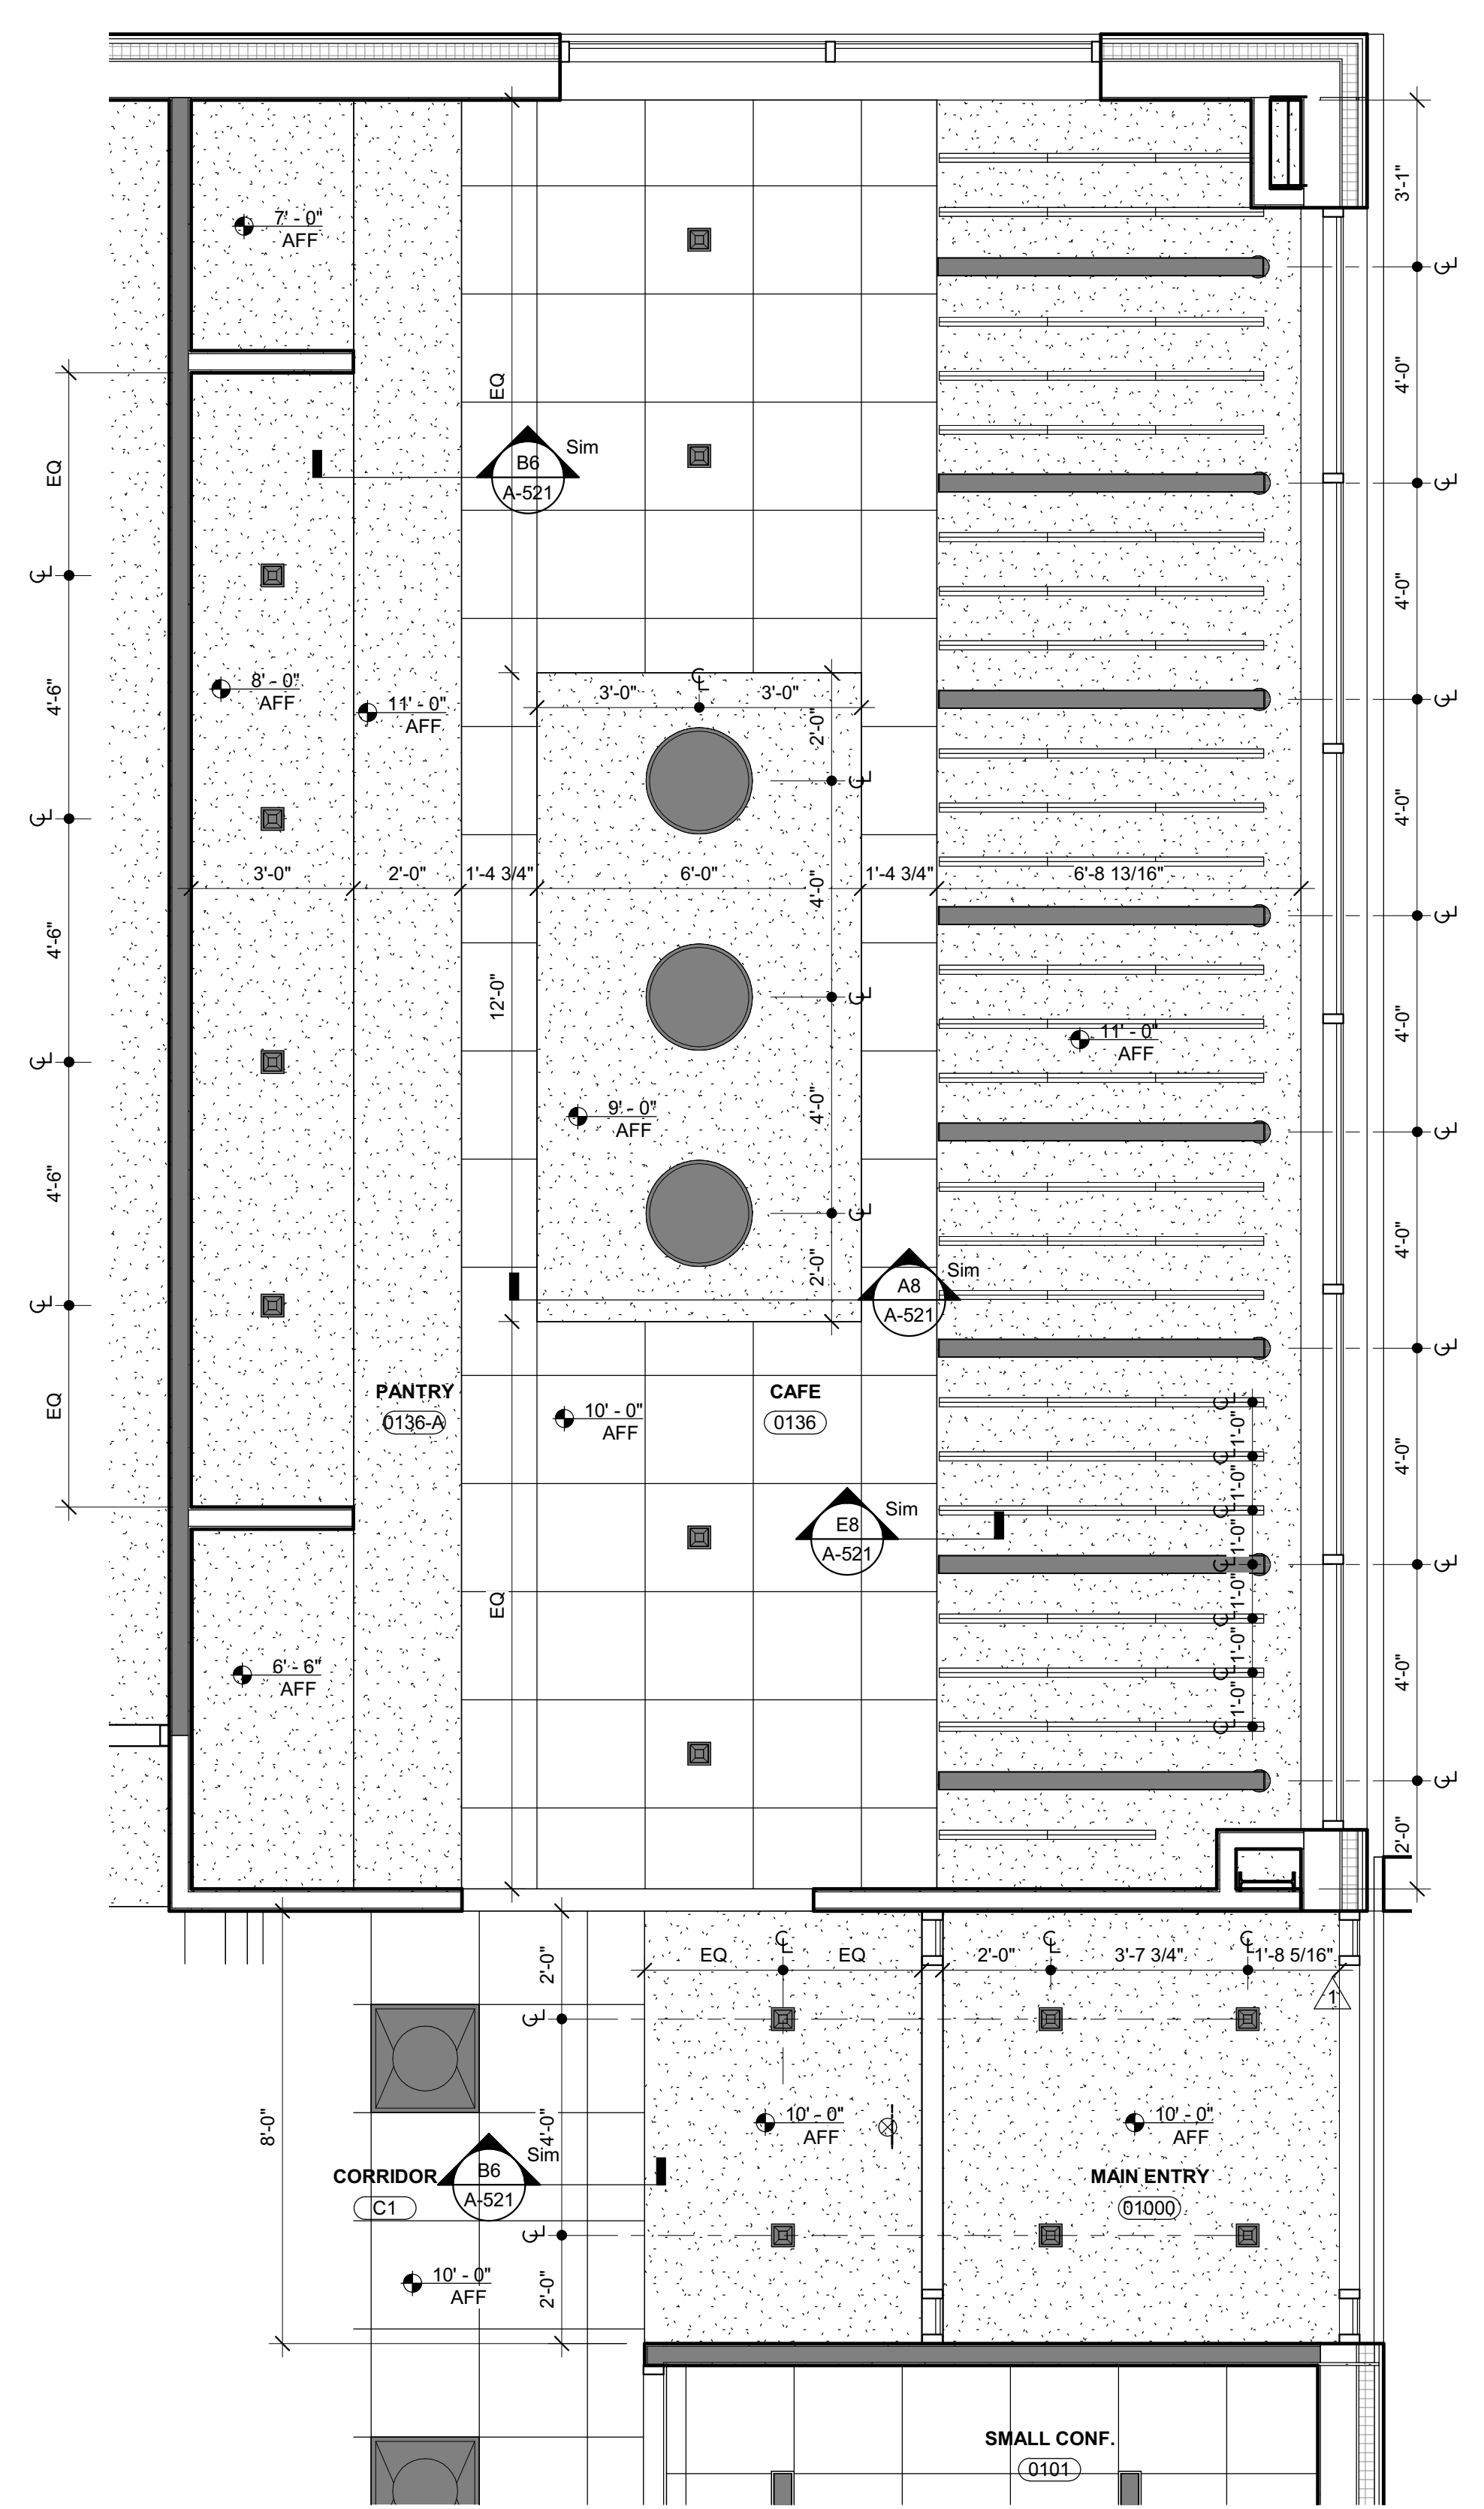 3'-1"
7' - 0"
AFF
4'-0"
EQ
EQ
Sim
B6
A-521
4'-0"
8' - 0"
AFF
11' - 0"
AFF
4'-6"
CL
3'-0"
3'-0"
2'-0"
4'-0"
3'-0"
2'-0"
1'-4 3/4"
6'-0"
4'-0"
1'-4 3/4"
6'-8 13/16"
4'-6"
12'-0"
4'-0"
11' - 0"
AFF
9' - 0"
AFF
4'-0"
4'-6"
4'-0"
2'-0"
Sim
A8
A-521
EQ
PANTRY
0136-A
CAFE
0136
10' - 0"
AFF
1'-0"
1'-0"
1'-0"
1'-0"
1'-0"
1'-0"
4'-0"
Sim
E8
A-521
EQ
6' - 6"
AFF
4'-0"
2'-0"
2'-0"
EQ
EQ
2'-0"
3'-7 3/4"
1'-8 5/16"
1
8'-0"
4'-0"
10' - 0"
AFF
10' - 0"
AFF
Sim
B6
A-521
CORRIDOR
C1
MAIN ENTRY
01000
10' - 0"
AFF
2'-0"
SMALL CONF.
0101